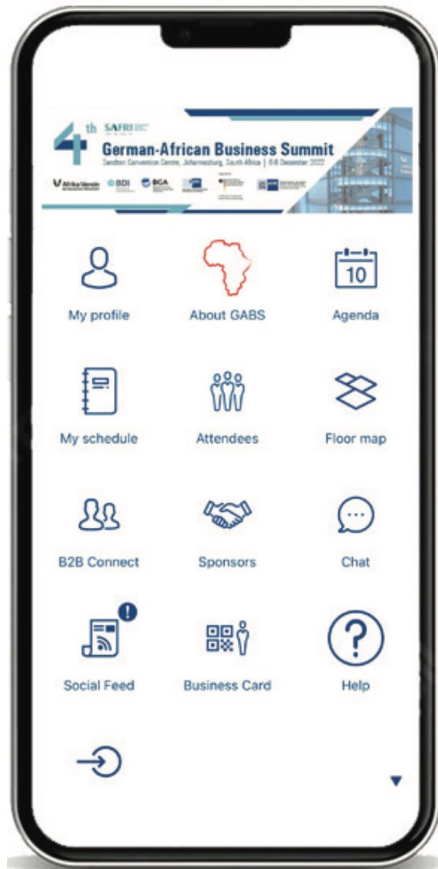 4th SAFRI
German-African Business Summit
Sandton Convention Centre, Johannesburg, South Africa | 6-8 December 2022
Afrika-Verein BDI BGA
10
My profile About GABS Agenda
My schedule Attendees Floor map
B2B Connect Sponsors Chat
!
Social Feed Business Card Help